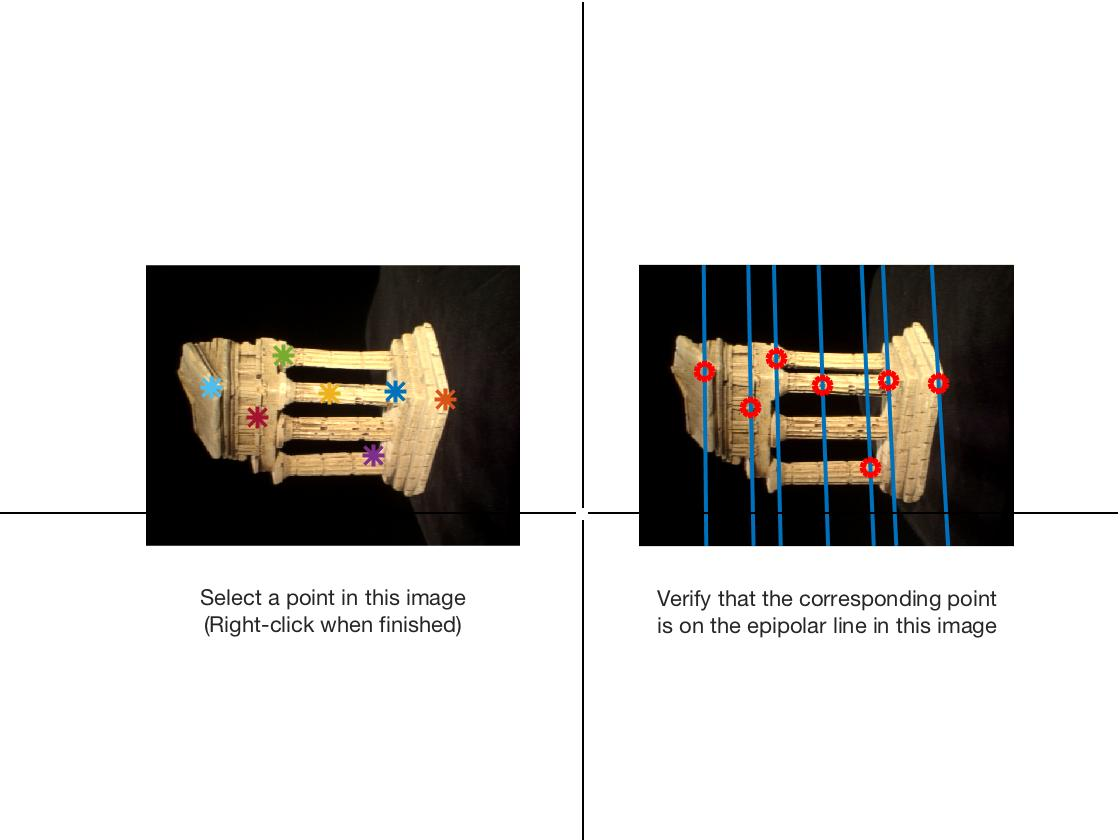 Select a point in this image
(Right-click when finished)
Verify that the corresponding point
is on the epipolar line in this image